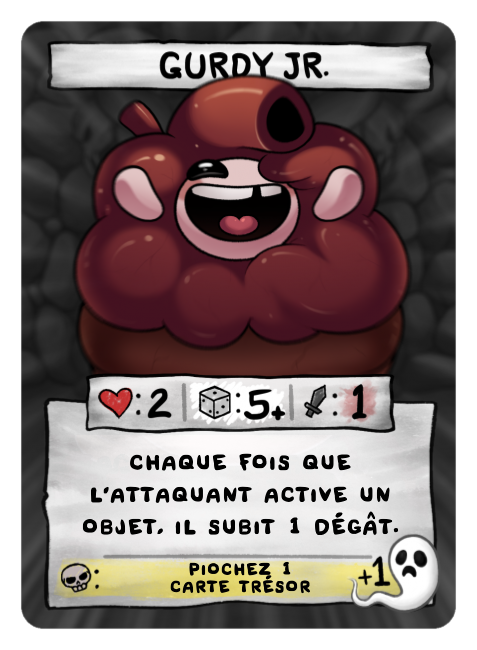 GURDY JR.
:2 :5+ :1
CHAQUE FOIS QUE
L'ATTAQUANT ACTIVE UN
OBJET, IL SUBIT 1 DÉGÂT.
: PIOCHEZ 1
CARTE TRÉSOR
+1